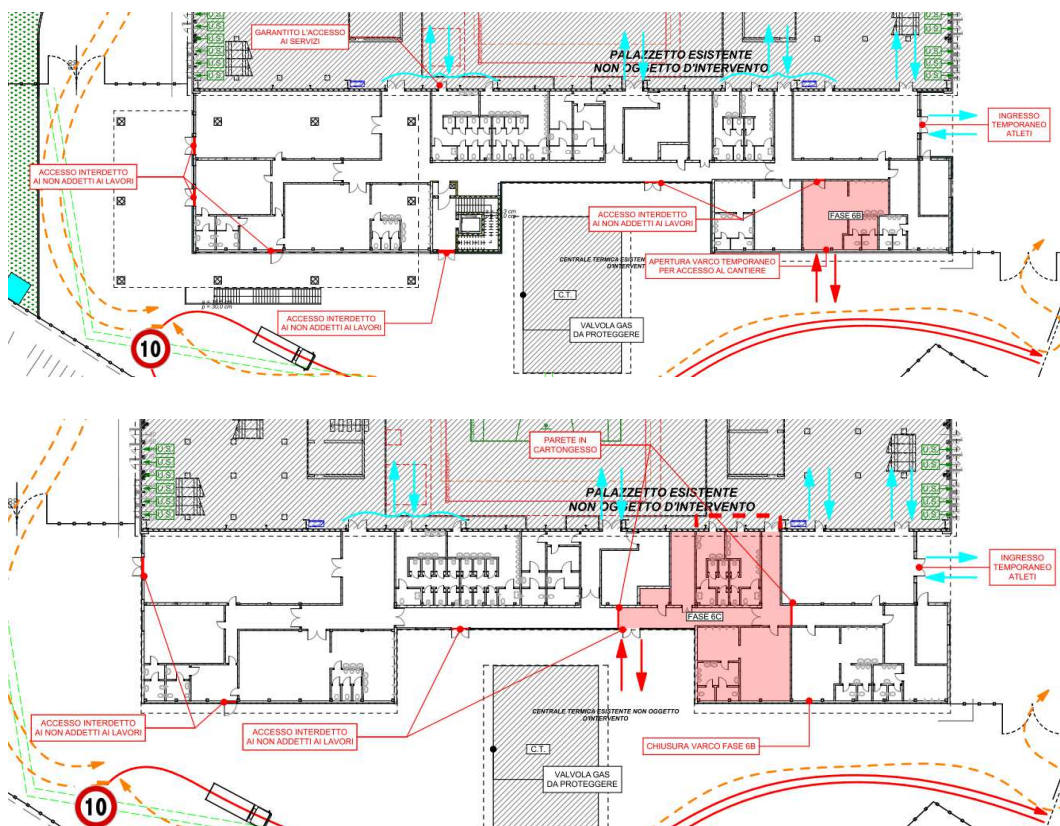 GARANTITO L'ACCESSO
AI SERVIZI
U.S.
U.S.
U.S.
U.S.
U.S.
U.S.
U.S.
U.S.
U.S.
U.S.
U.S.
U.S.
PALAZZETTO ESISTENTE
NON OGGETTO D'INTERVENTO
INGRESSO
TEMPORANEO
ATLETI
ACCESSO INTERDETTO
AI NON ADDETTI AI LAVORI
ACCESSO INTERDETTO
AI NON ADDETTI AI LAVORI
FASE 6B
CENTRALE TERMICA ESISTENTE
D'INTERVENTO
APERTURA VARCO TEMPORANEO
PER ACCESSO AL CANTIERE
C.T.
p = 30.0 cm
ACCESSO INTERDETTO
AI NON ADDETTI AI LAVORI
VALVOLA GAS
DA PROTEGGERE
10
PARETE IN
CARTONGESSO
U.S.
U.S.
U.S.
U.S.
U.S.
U.S.
U.S.
U.S.
U.S.
U.S.
U.S.
U.S.
PALAZZETTO ESISTENTE
NON OGGETTO D'INTERVENTO
INGRESSO
TEMPORANEO
ATLETI
FASE 6C
ACCESSO INTERDETTO
AI NON ADDETTI AI LAVORI
ACCESSO INTERDETTO
AI NON ADDETTI AI LAVORI
CENTRALE TERMICA ESISTENTE NON OGGETTO
D'INTERVENTO
C.T.
CHIUSURA VARCO FASE 6B
VALVOLA GAS
DA PROTEGGERE
10